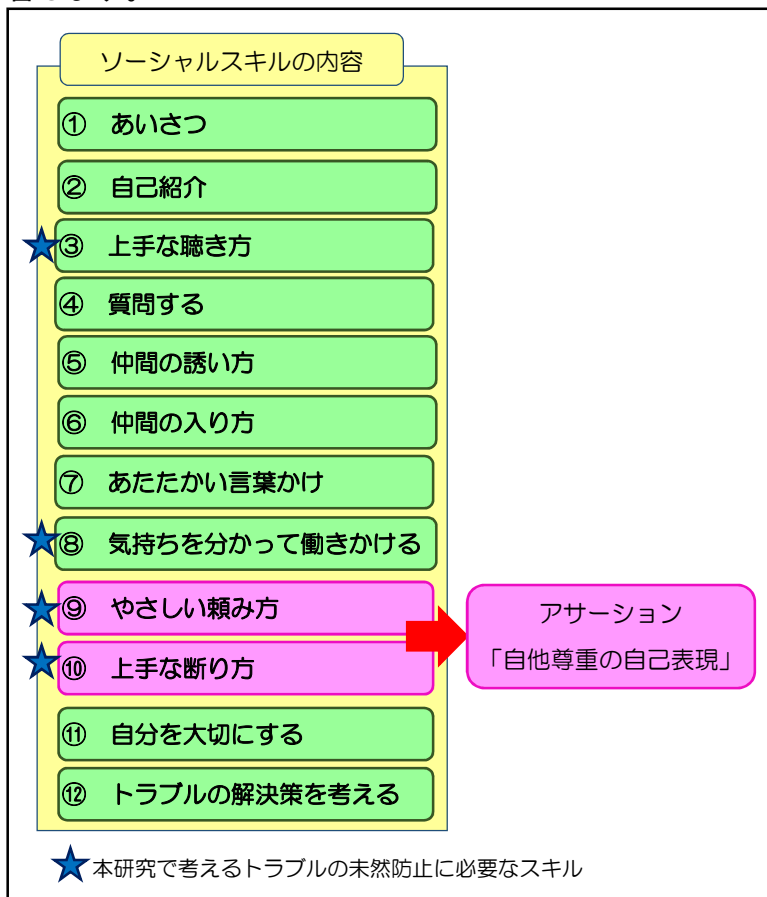 ソーシャルスキルの内容
① あいさつ
② 自己紹介
③ 上手な聴き方
④ 質問する
⑤ 仲間の誘い方
⑥ 仲間の入り方
⑦ あたたかい言葉かけ
⑧ 気持ちを分かって働きかける
⑨ やさしい頼み方
⑩ 上手な断り方
アサーション
「自他尊重の自己表現」
⑪ 自分を大切にする
⑫ トラブルの解決策を考える
★本研究で考えるトラブルの未然防止に必要なスキル